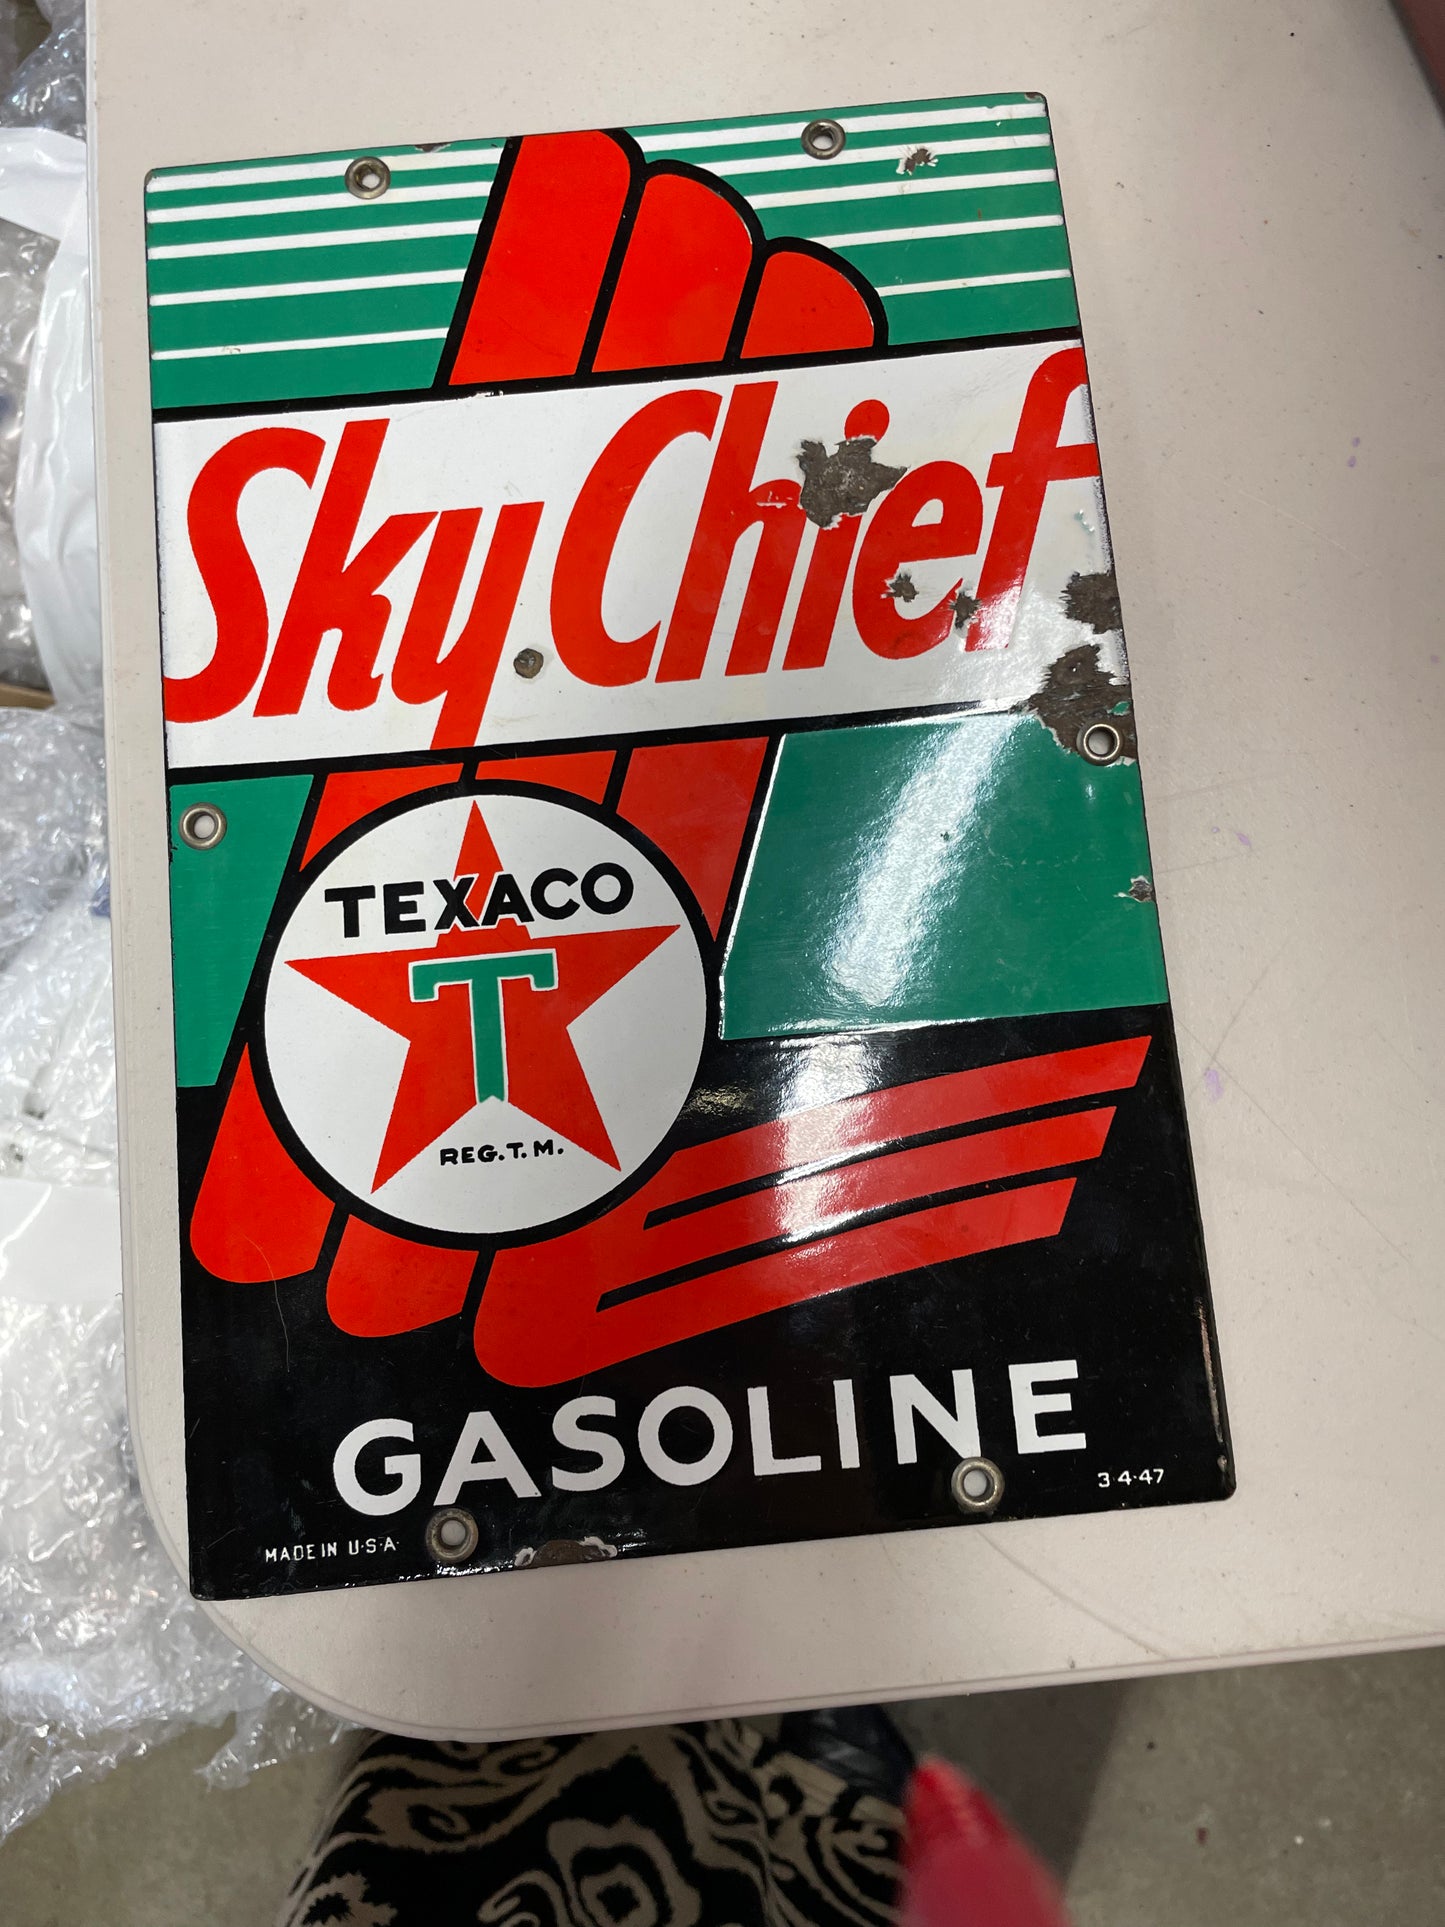 Sky Chief
TEXACO
T
REG. T. M.
GASOLINE
MADE IN U·S·A·
3·4·47